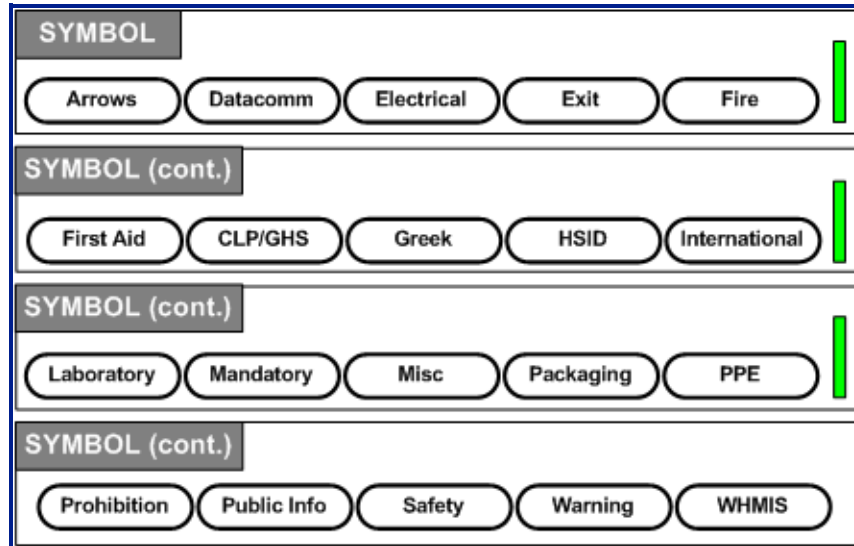 SYMBOL
Arrows Datacomm Electrical Exit Fire
SYMBOL (cont.)
First Aid CLP/GHS Greek HSID International
SYMBOL (cont.)
Laboratory Mandatory Misc Packaging PPE
SYMBOL (cont.)
Prohibition Public Info Safety Warning WHMIS